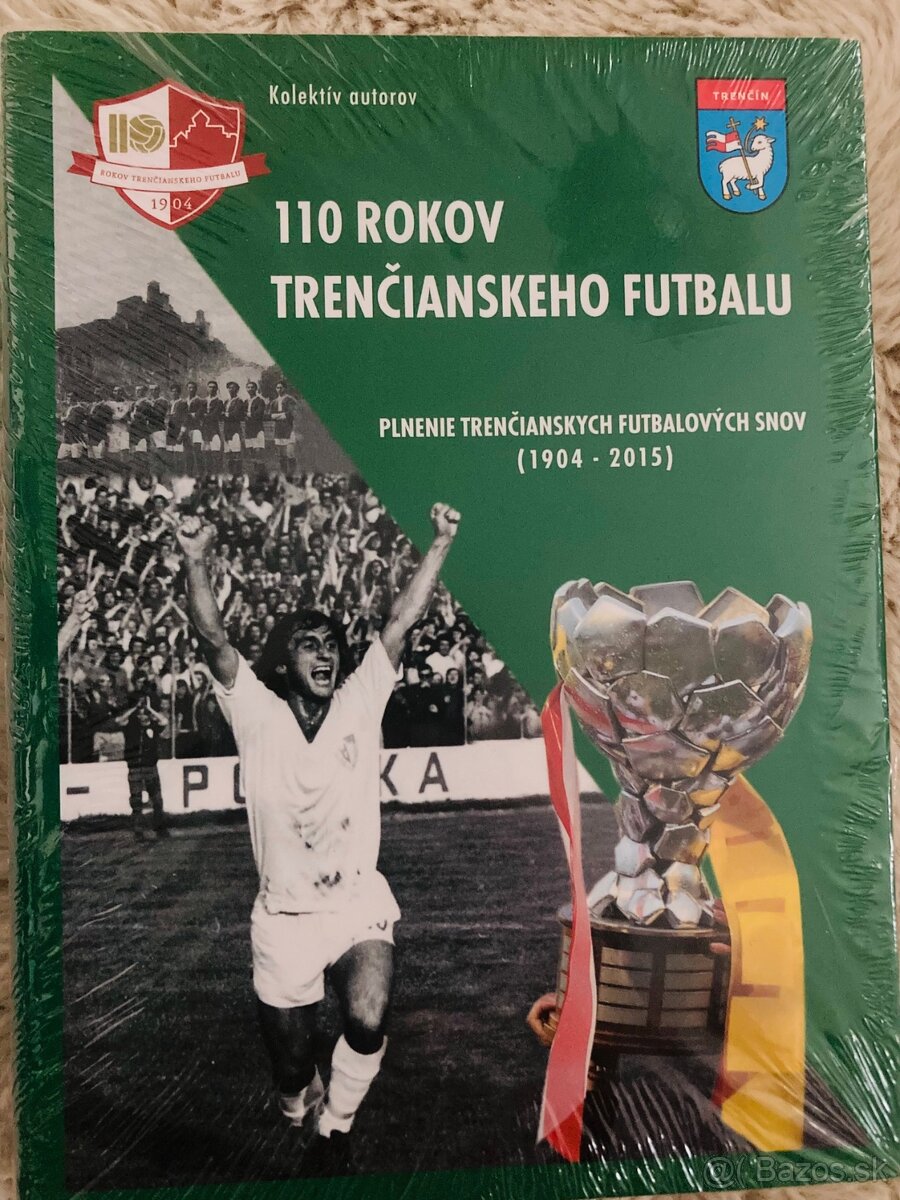 Kolektív autorov
110
ROKOV TRENČIANSKEHO FUTBALU
1904
TRENČÍN
110 ROKOV
TRENČIANSKEHO FUTBALU
PLNENIE TRENČIANSKYCH FUTBALOVÝCH SNOV
(1904 - 2015)
@( Bazos.sk